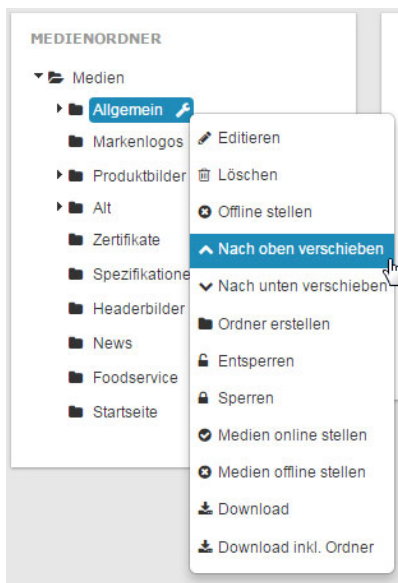 MEDIENORDNER
Medien
Allgemein
Markenlogos
Produktbilder
Alt
Zertifikate
Spezifikatione
Headerbilder
News
Foodservice
Startseite
Editieren
Löschen
Offline stellen
Nach oben verschieben
Nach unten verschieben
Ordner erstellen
Entsperren
Sperren
Medien online stellen
Medien offline stellen
Download
Download inkl. Ordner